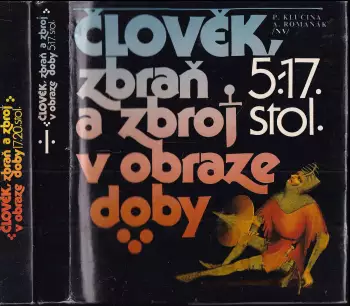 ČLOVĚK, zbraň a zbroj
v obraze doby 17.-20. stol.
ČLOVĚK, zbraň a zbroj
v obraze doby 5.-17. stol.
I
P. KLUČINA
A. ROMAŇÁK
NV
ČLOVĚK,
zbraň 5.-17.
a zbroj stol.
v obraze
doby